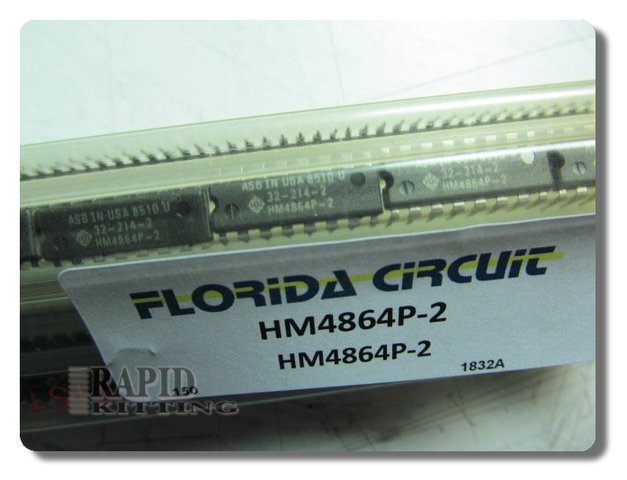 ASB IN USA 8510 U
32-214-2
HM4864P-2
ASB IN USA 8510 U
32-214-2
HM4864P-2
32-214-2
HM4864P-2
FLORIDA CIRCUIT
HM4864P-2
HM4864P-2
1832A
150
RAPID
KITTING